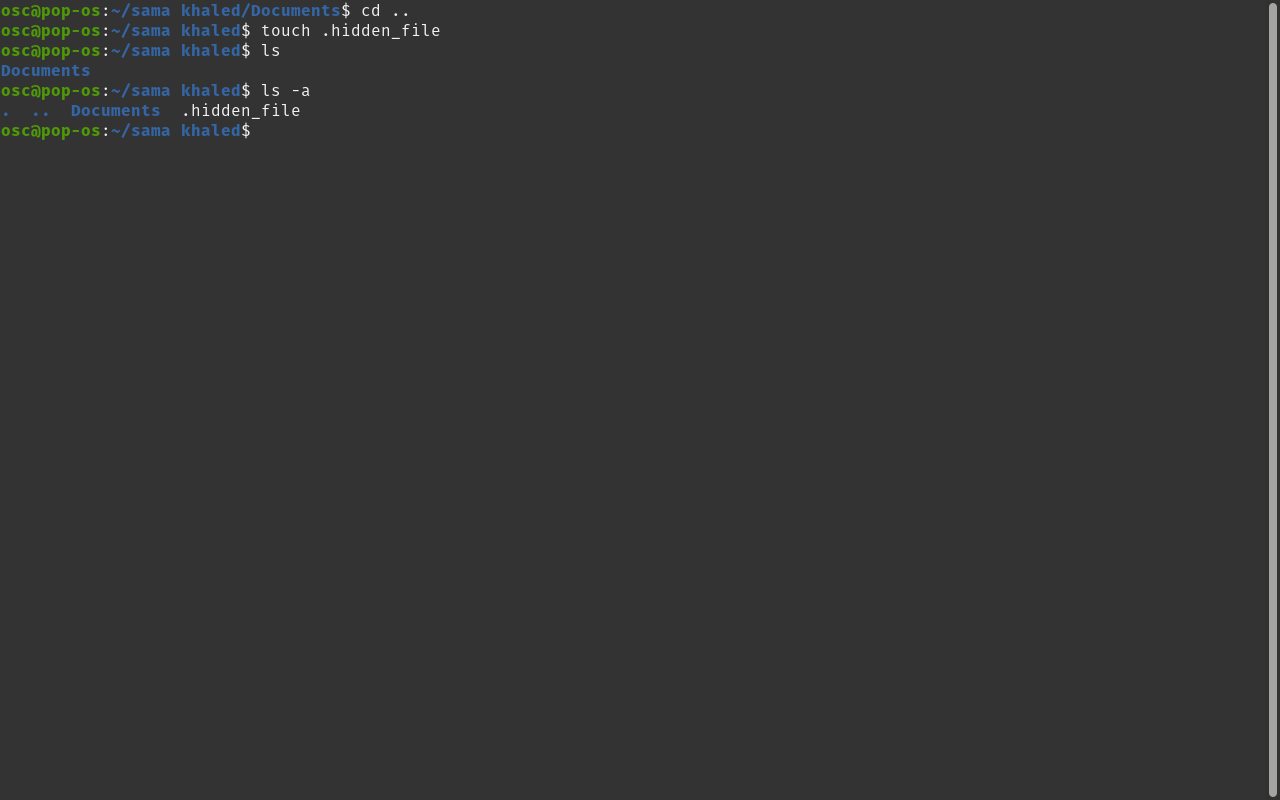 osc@pop-os:~/sama khaled/Documents$ cd ..
osc@pop-os:~/sama khaled$ touch .hidden_file
osc@pop-os:~/sama khaled$ ls
Documents
osc@pop-os:~/sama khaled$ ls -a
.  ..  Documents  .hidden_file
osc@pop-os:~/sama khaled$